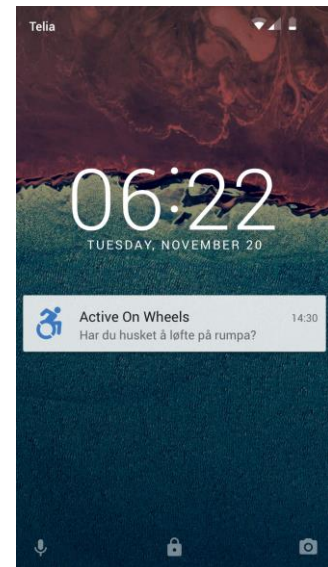 Telia
06:22
TUESDAY, NOVEMBER 20
Active On Wheels 14:30
Har du husket å løfte på rumpa?